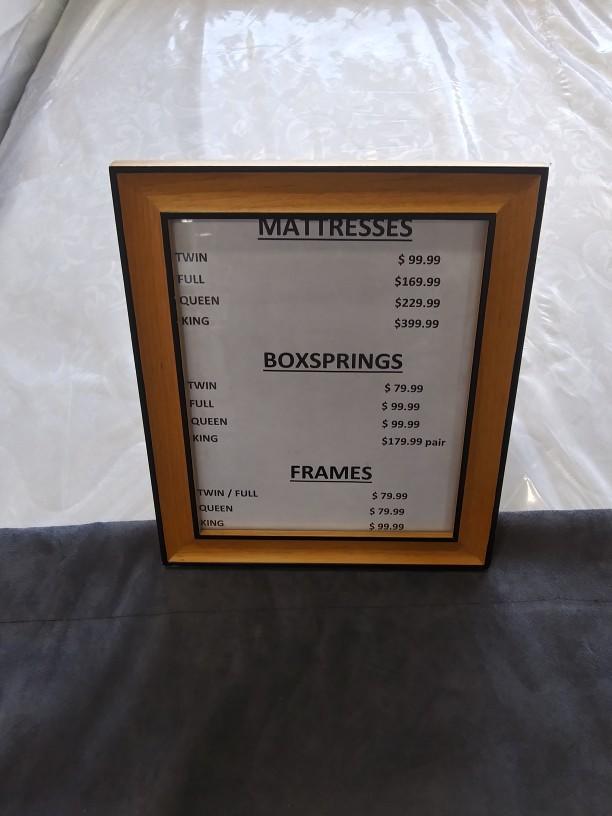 MATTRESSES
TWIN $ 99.99
FULL $169.99
QUEEN $229.99
KING $399.99
BOXSPRINGS
TWIN $ 79.99
FULL $ 99.99
QUEEN $ 99.99
KING $179.99 pair
FRAMES
TWIN / FULL $ 79.99
QUEEN $ 79.99
KING $ 99.99